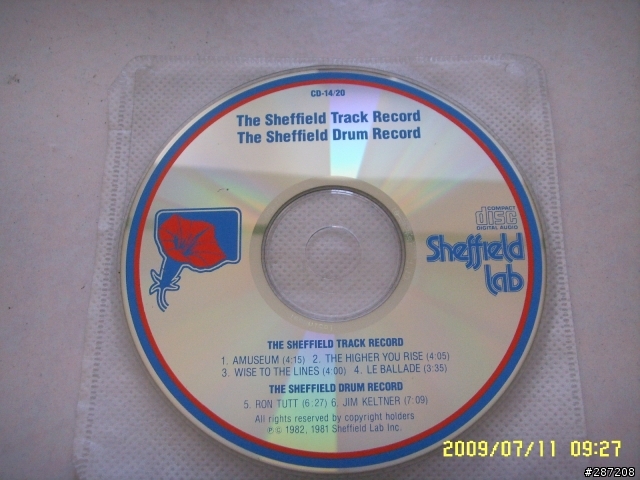 CD-14/20
The Sheffield Track Record
The Sheffield Drum Record
COMPACT
disc
DIGITAL AUDIO
Sheffield
Lab
THE SHEFFIELD TRACK RECORD
1. AMUSEUM (4:15) 2. THE HIGHER YOU RISE (4:05)
3. WISE TO THE LINES (4:00) 4. LE BALLADE (3:35)
THE SHEFFIELD DRUM RECORD
5. RON TUTT (6:27) 6. JIM KELTNER (7:09)
All rights reserved by copyright holders
℗ © 1982, 1981 Sheffield Lab Inc.
2009/07/11 09:27
#287208